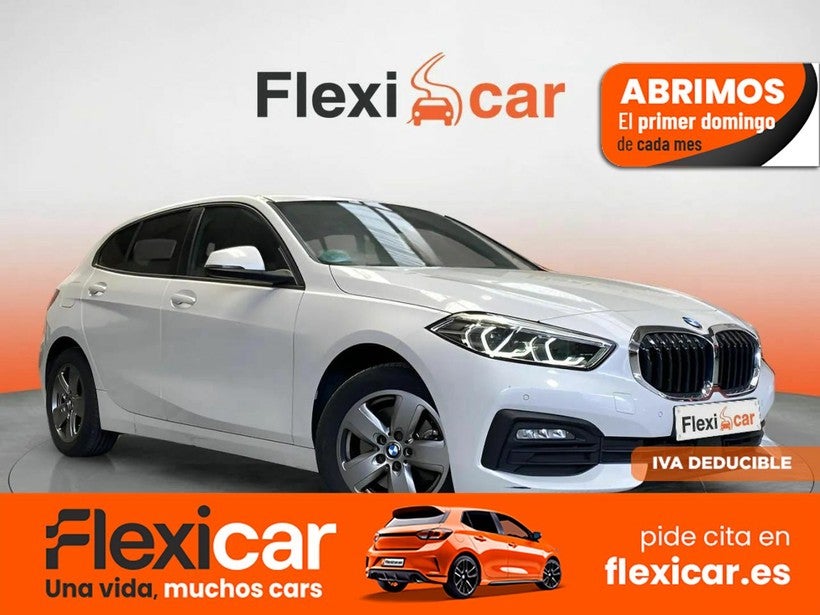 Flexicar
ABRIMOS
El primer domingo
de cada mes
Flexicar
IVA DEDUCIBLE
Flexicar
Una vida, muchos cars
pide cita en
flexicar.es